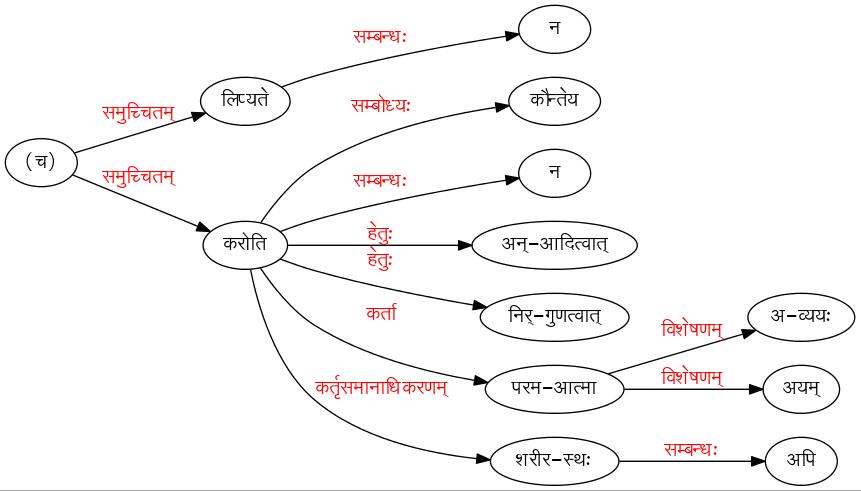 न
सम्बन्धः
लिप्यते
सम्बोध्यः
कौन्तेय
समुच्चितम्
(च)
समुच्चितम्
सम्बन्धः
न
करोति
हेतुः
अन्-आदित्वात्
हेतुः
निर्-गुणत्वात्
विशेषणम्
अ-व्ययः
कर्ता
परम-आत्मा
विशेषणम्
अयम्
कर्तृसमानाधिकरणम्
शरीर-स्थः
सम्बन्धः
अपि